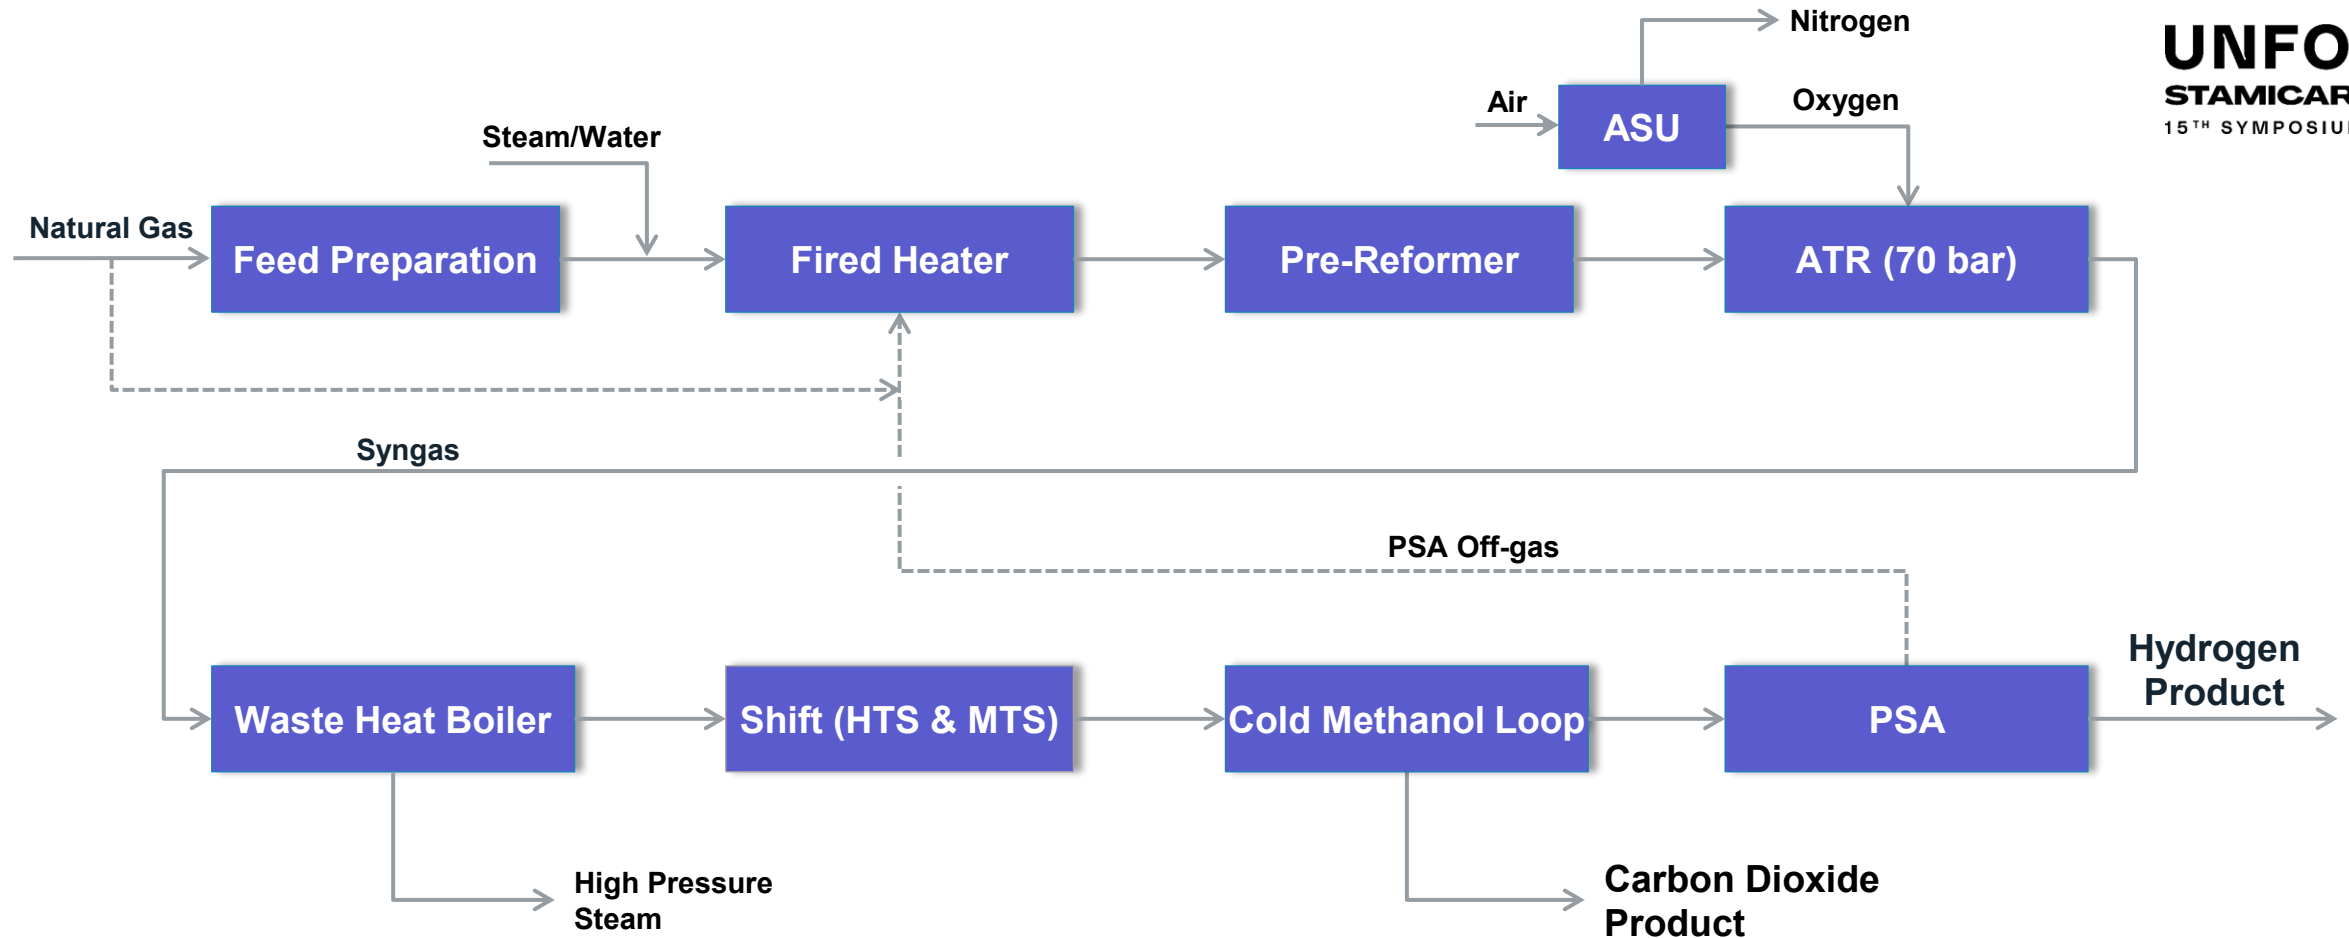 Nitrogen
UNFO
STAMICAR
15TH SYMPOSIU
Air
ASU
Oxygen
Steam/Water
Natural Gas
Feed Preparation
Fired Heater
Pre-Reformer
ATR (70 bar)
Syngas
PSA Off-gas
Waste Heat Boiler
Shift (HTS & MTS)
Cold Methanol Loop
PSA
Hydrogen
Product
High Pressure
Steam
Carbon Dioxide
Product